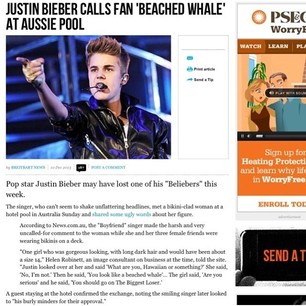 JUSTIN BIEBER CALLS FAN 'BEACHED WHALE'
AT AUSSIE POOL
Print article
Send a Tip
POST A COMMENT
Pop star Justin Bieber may have lost one of his "Beliebers" this
week.
The singer, who can't seem to shake unflattering headlines, met a bikini-clad woman at a
hotel pool in Australia Sunday and shared some ugly words about her figure.
According to News.com.au, the "Boyfriend" singer made the harsh and very
uncalled-for comment to the woman while she and her three female friends were
wearing bikinis on a deck.
"One girl who was gorgeous looking, with long dark hair and would have been about
a size 14," Helen Robinett, an image consultant on business at the time, told the site.
"Justin looked over at her and said 'What are you, Hawaiian or something?' She said,
'No, I'm not.' Then he said, 'You look like a beached whale'... The girl said, 'Are you
serious' and he said, 'You should go on The Biggest Loser.'
A guest staying at the hotel confirmed the exchange, noting the smiling singer later looked
to "his burly minders for their approval."
WorryF
WATCH | LEARN | PLA
Sign up for
Heating Protection
and learn why life
in WorryFree
ENROLL TO
SEND A T